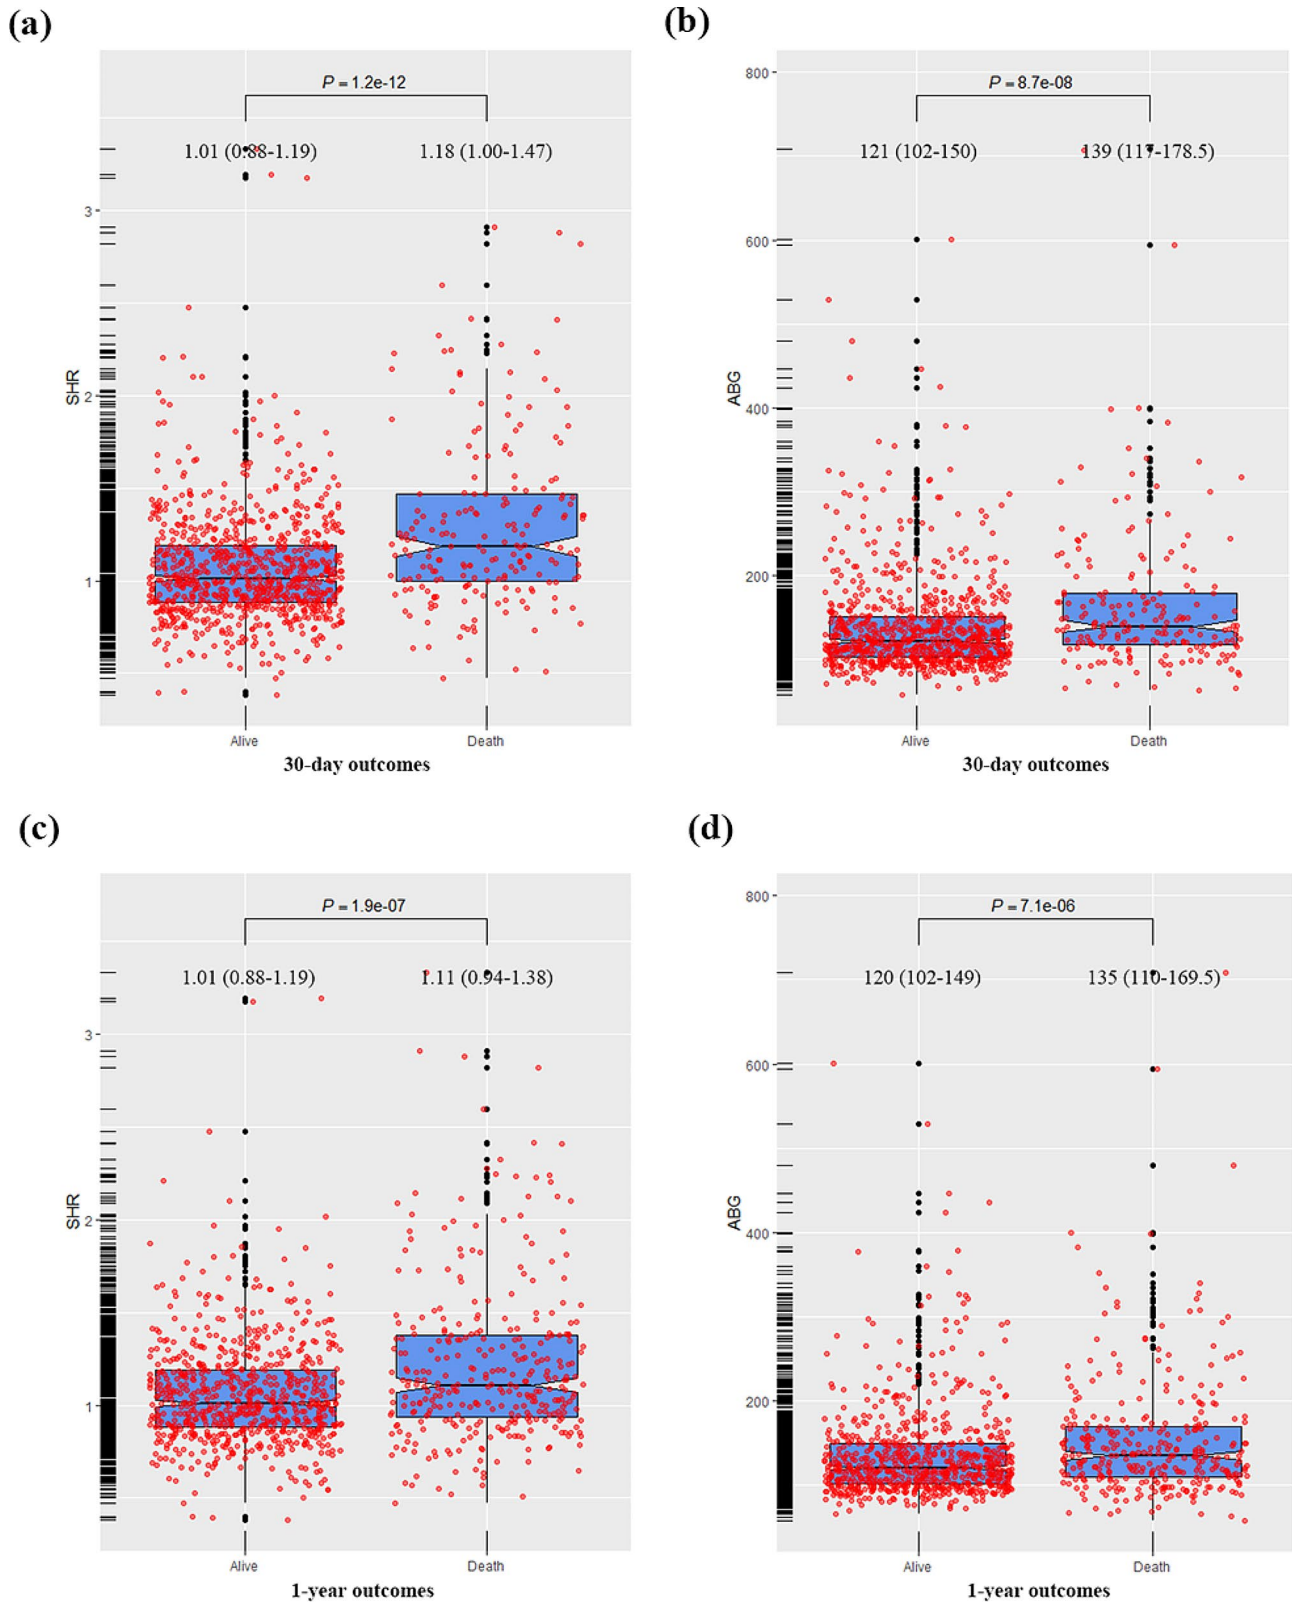 (a)
P = 1.2e-12
1.01 (0.88-1.19)
1.18 (1.00-1.47)
3
SHR
2
1
Alive
Death
30-day outcomes
(b)
800
P = 8.7e-08
121 (102-150)
139 (117-178.5)
600
ABG
400
200
Alive
Death
30-day outcomes
(c)
P = 1.9e-07
1.01 (0.88-1.19)
1.11 (0.94-1.38)
3
SHR
2
1
Alive
Death
1-year outcomes
(d)
800
P = 7.1e-06
120 (102-149)
135 (110-169.5)
600
ABG
400
200
Alive
Death
1-year outcomes